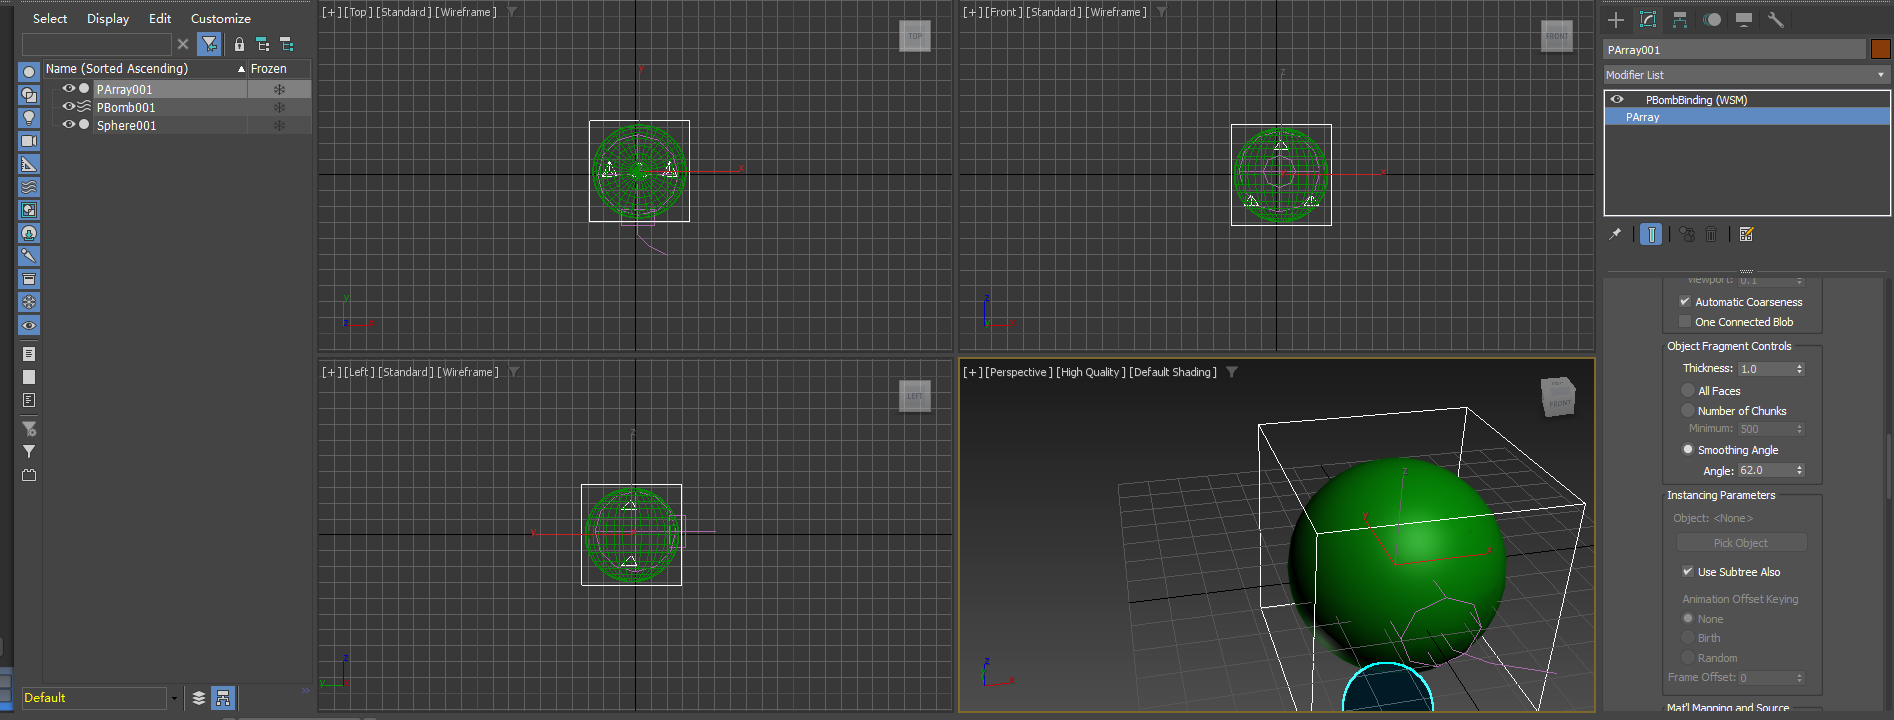 Select Display Edit Customize
Name (Sorted Ascending) ▲ Frozen
PArray001
PBomb001
Sphere001
Default
[+] [Top] [Standard] [Wireframe]
TOP
y
x
z
y
z x
[+] [Front] [Standard] [Wireframe]
FRONT
z
x
z
y x
[+] [Left] [Standard] [Wireframe]
LEFT
z
y
z
y x
[+] [Perspective] [High Quality] [Default Shading]
FRONT
z
y
x
z
x
PArray001
Modifier List
PBombBinding (WSM)
PArray
Viewport: 0.1
Automatic Coarseness
One Connected Blob
Object Fragment Controls
Thickness: 1.0
All Faces
Number of Chunks
Minimum: 500
Smoothing Angle
Angle: 62.0
Instancing Parameters
Object: <None>
Pick Object
Use Subtree Also
Animation Offset Keying
None
Birth
Random
Frame Offset: 0
Mat'l Mapping and Source